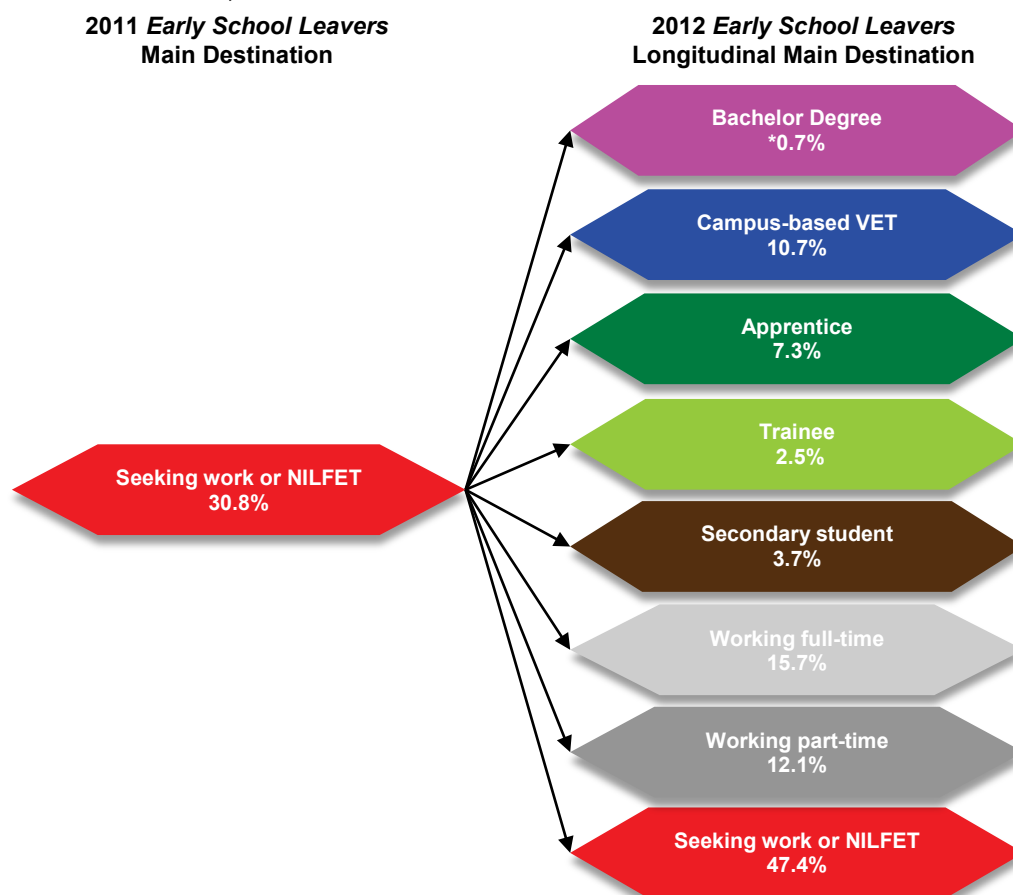 2011 Early School Leavers
Main Destination
2012 Early School Leavers
Longitudinal Main Destination
Bachelor Degree
*0.7%
Campus-based VET
10.7%
Apprentice
7.3%
Trainee
2.5%
Seeking work or NILFET
30.8%
Secondary student
3.7%
Working full-time
15.7%
Working part-time
12.1%
Seeking work or NILFET
47.4%